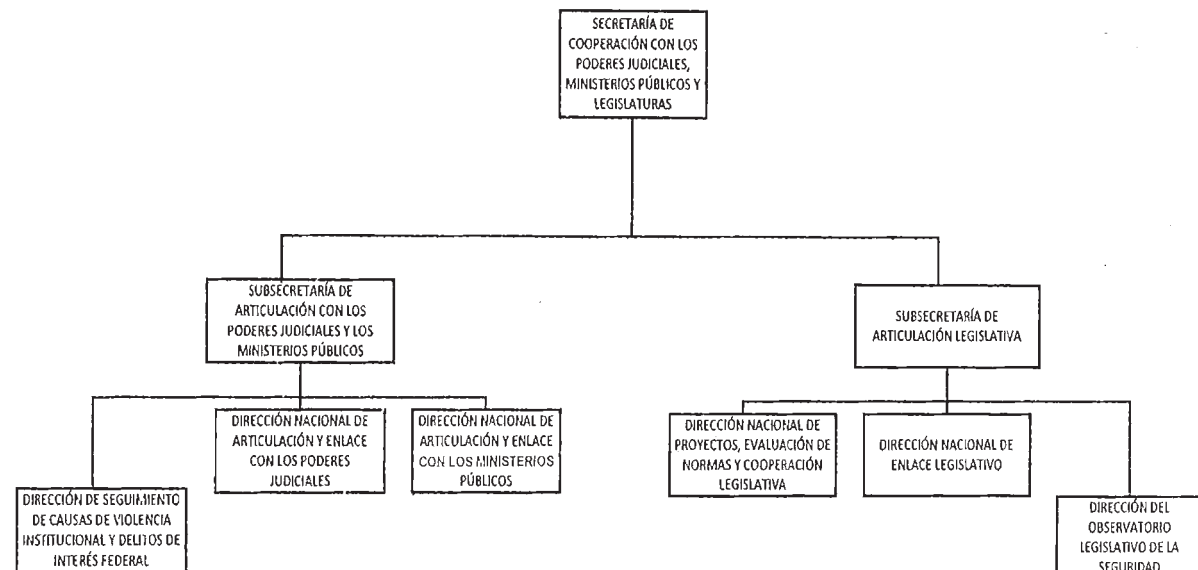 SECRETARÍA DE
COOPERACIÓN CON LOS
PODERES JUDICIALES,
MINISTERIOS PÚBLICOS Y
LEGISLATURAS
SUBSECRETARÍA DE
ARTICULACIÓN CON LOS
PODERES JUDICIALES Y LOS
MINISTERIOS PÚBLICOS
SUBSECRETARÍA DE
ARTICULACIÓN LEGISLATIVA
DIRECCIÓN NACIONAL DE
ARTICULACIÓN Y ENLACE
CON LOS PODERES
JUDICIALES
DIRECCIÓN NACIONAL DE
ARTICULACIÓN Y ENLACE
CON LOS MINISTERIOS
PÚBLICOS
DIRECCIÓN NACIONAL DE
PROYECTOS, EVALUACIÓN DE
NORMAS Y COOPERACIÓN
LEGISLATIVA
DIRECCIÓN NACIONAL DE
ENLACE LEGISLATIVO
DIRECCIÓN DE SEGUIMIENTO
DE CAUSAS DE VIOLENCIA
INSTITUCIONAL Y DELITOS DE
INTERÉS FEDERAL
DIRECCIÓN DEL
OBSERVATORIO
LEGISLATIVO DE LA
SEGURIDAD